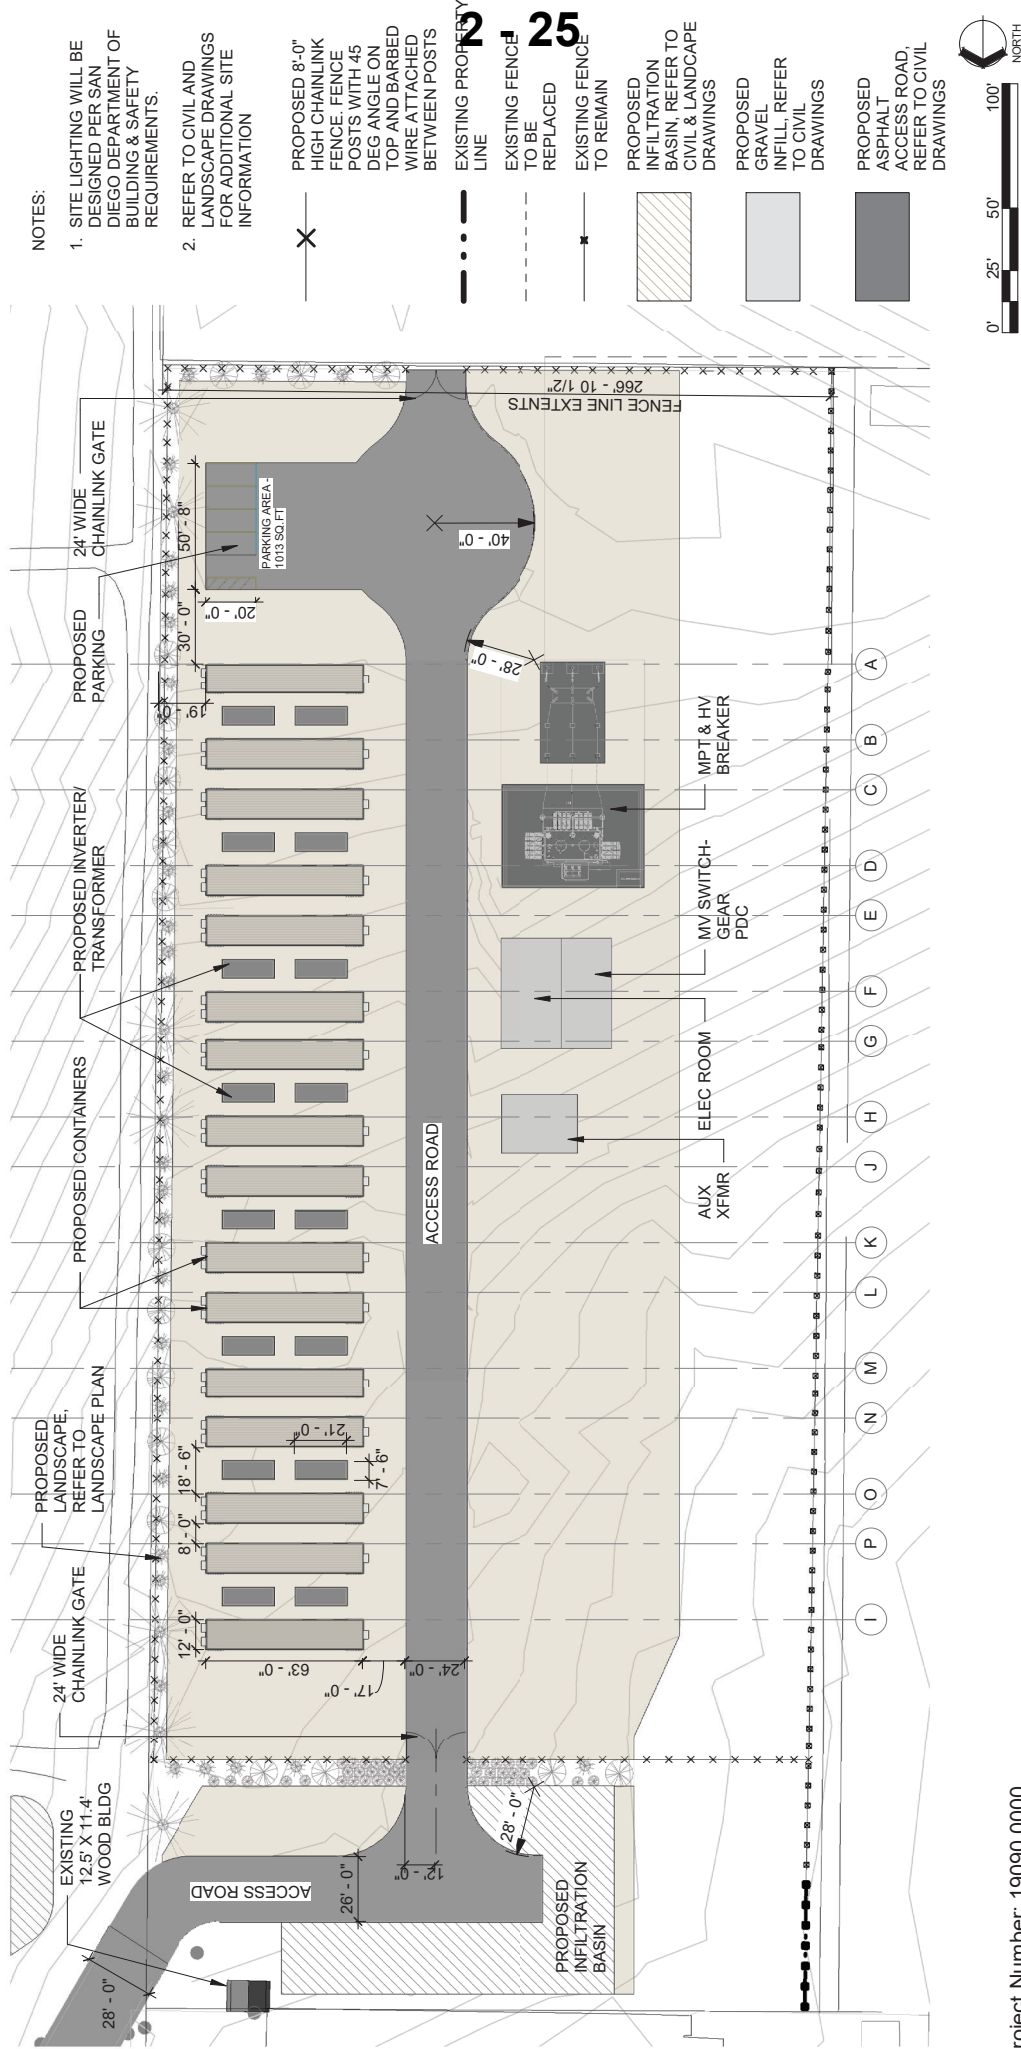 2 - 25
NOTES:
1. SITE LIGHTING WILL BE
DESIGNED PER SAN
DIEGO DEPARTMENT OF
BUILDING & SAFETY
REQUIREMENTS.
2. REFER TO CIVIL AND
LANDSCAPE DRAWINGS
FOR ADDITIONAL SITE
INFORMATION
PROPOSED 8'-0"
HIGH CHAINLINK
FENCE. FENCE
POSTS WITH 45
DEG ANGLE ON
TOP AND BARBED
WIRE ATTACHED
BETWEEN POSTS
EXISTING PROPERTY
LINE
EXISTING FENCE
TO BE
REPLACED
EXISTING FENCE
TO REMAIN
PROPOSED
INFILTRATION
BASIN, REFER TO
CIVIL & LANDSCAPE
DRAWINGS
PROPOSED
GRAVEL
INFILL, REFER
TO CIVIL
DRAWINGS
PROPOSED
ASPHALT
ACCESS ROAD,
REFER TO CIVIL
DRAWINGS
0'
25'
50'
100'
NORTH
EXISTING
12.5' X 11.4'
WOOD BLDG
28' - 0"
24' WIDE
CHAINLINK GATE
PROPOSED
LANDSCAPE,
REFER TO
LANDSCAPE PLAN
PROPOSED CONTAINERS
PROPOSED INVERTER/
TRANSFORMER
PROPOSED
PARKING
24' WIDE
CHAINLINK GATE
12' - 0"
8' - 0"
18' - 6"
19' - 0"
30' - 0"
50' - 8"
20' - 0"
PARKING AREA -
1013 SQ.FT
21' - 0"
7' - 6"
63' - 0"
17' - 0"
24' - 0"
ACCESS ROAD
26' - 0"
12' - 0"
28' - 0"
ACCESS ROAD
40' - 0"
28' - 0"
FENCE LINE EXTENTS
266' - 10 1/2"
PROPOSED
INFILTRATION
BASIN
AUX
XFMR
ELEC ROOM
MV SWITCH-
GEAR
PDC
MPT & HV
BREAKER
I
P
O
N
M
L
K
J
H
G
F
E
D
C
B
A
roject Number: 19090.0000